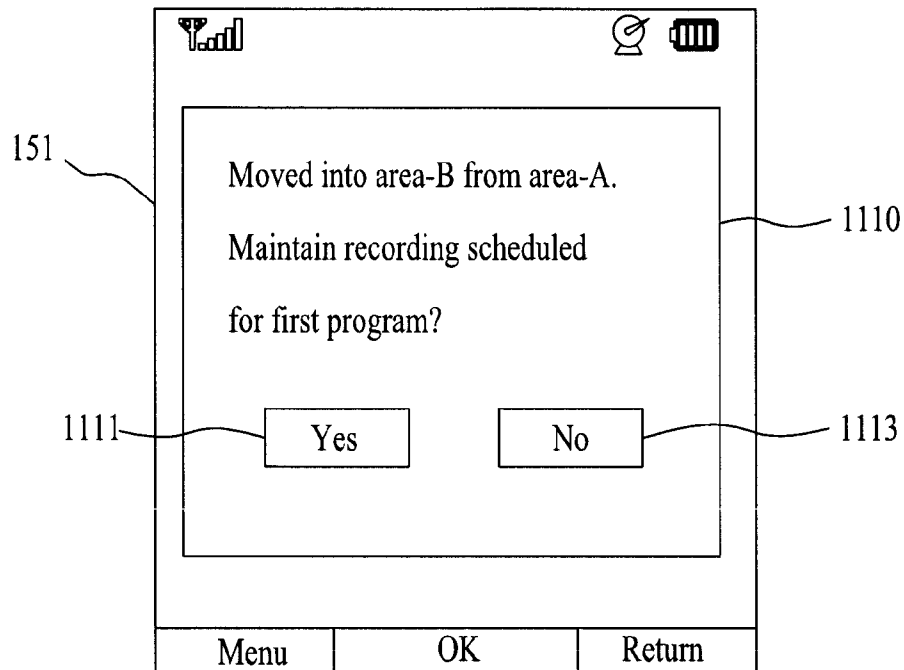 151
Moved into area-B from area-A.
1110
Maintain recording scheduled
for first program?
1111
Yes
No
1113
Menu
OK
Return